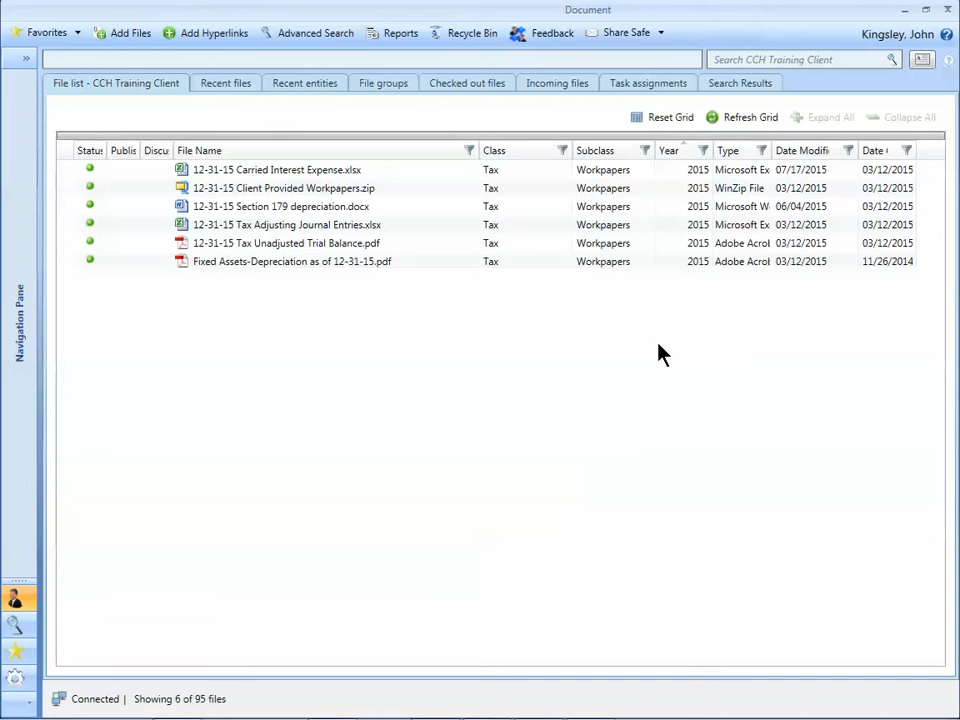 Document
Favorites Add Files Add Hyperlinks Advanced Search Reports Recycle Bin Feedback Share Safe Kingsley, John
Search CCH Training Client
File list - CCH Training Client Recent files Recent entities File groups Checked out files Incoming files Task assignments Search Results
Reset Grid Refresh Grid Expand All Collapse All
Status Publis Discu File Name Class Subclass Year Type Date Modifi Date
12-31-15 Carried Interest Expense.xlsx Tax Workpapers 2015 Microsoft Ex 07/17/2015 03/12/2015
12-31-15 Client Provided Workpapers.zip Tax Workpapers 2015 WinZip File 03/12/2015 03/12/2015
12-31-15 Section 179 depreciation.docx Tax Workpapers 2015 Microsoft W 06/04/2015 03/12/2015
12-31-15 Tax Adjusting Journal Entries.xlsx Tax Workpapers 2015 Microsoft Ex 03/12/2015 03/12/2015
12-31-15 Tax Unadjusted Trial Balance.pdf Tax Workpapers 2015 Adobe Acrol 03/12/2015 03/12/2015
Fixed Assets-Depreciation as of 12-31-15.pdf Tax Workpapers 2015 Adobe Acrol 03/12/2015 11/26/2014
Navigation Pane
Connected | Showing 6 of 95 files